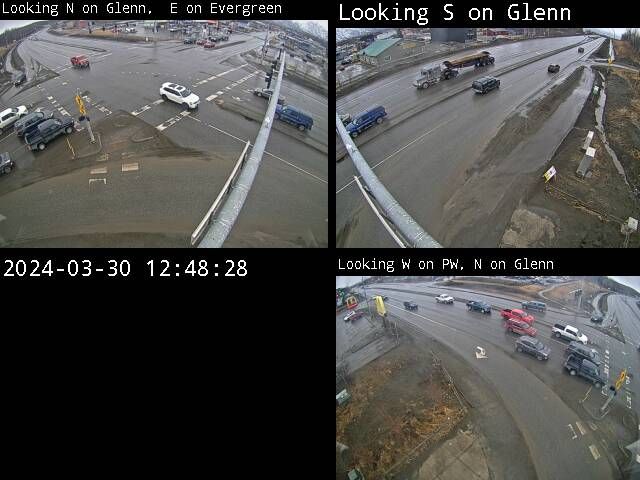 Looking N on Glenn,  E on Evergreen
Looking S on Glenn
2024-03-30 12:48:28
Looking W on PW, N on Glenn